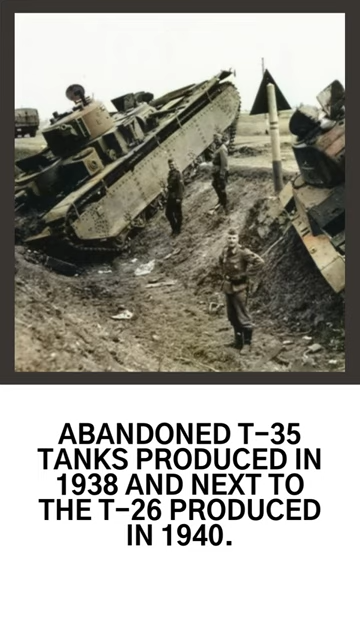 ABANDONED T-35
TANKS PRODUCED IN
1938 AND NEXT TO
THE T-26 PRODUCED
IN 1940.